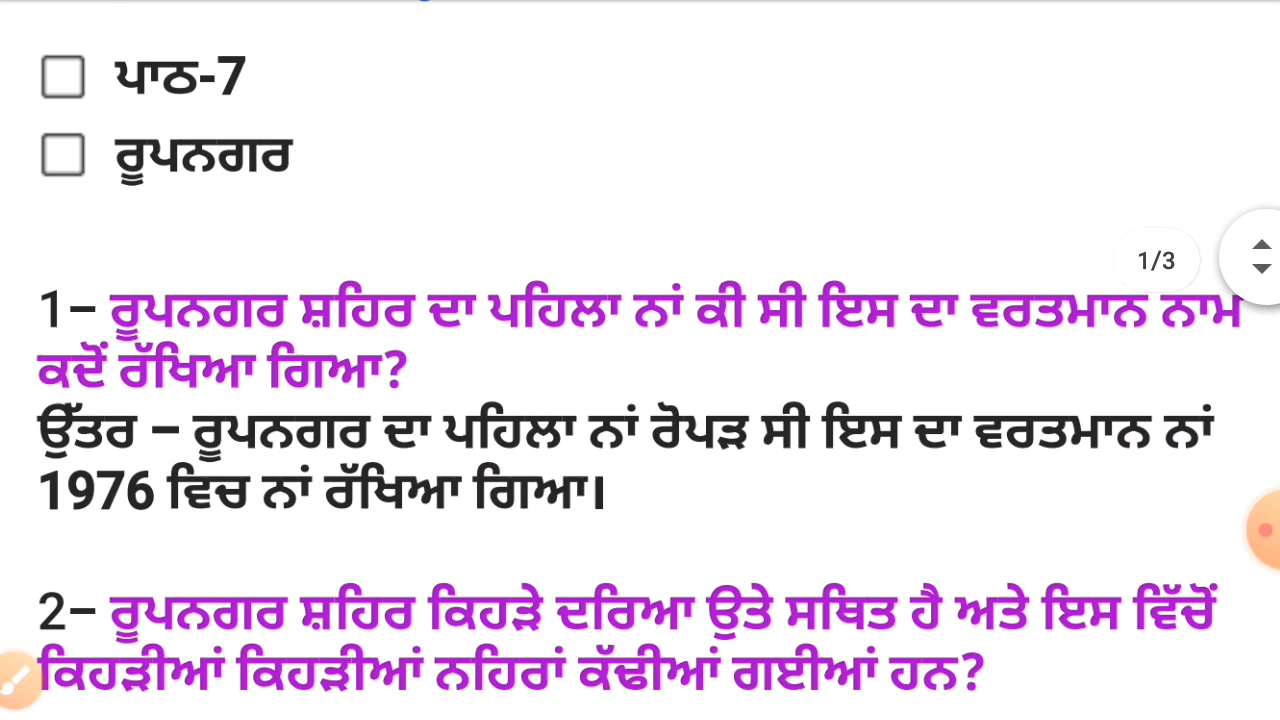 ਪਾਠ-7
ਰੂਪਨਗਰ
1/3
1– ਰੂਪਨਗਰ ਸ਼ਹਿਰ ਦਾ ਪਹਿਲਾ ਨਾਂ ਕੀ ਸੀ ਇਸ ਦਾ ਵਰਤਮਾਨ ਨਾਮ
ਕਦੋਂ ਰੱਖਿਆ ਗਿਆ?
ਉੱਤਰ – ਰੂਪਨਗਰ ਦਾ ਪਹਿਲਾ ਨਾਂ ਰੋਪੜ ਸੀ ਇਸ ਦਾ ਵਰਤਮਾਨ ਨਾਂ
1976 ਵਿਚ ਨਾਂ ਰੱਖਿਆ ਗਿਆ।
2– ਰੂਪਨਗਰ ਸ਼ਹਿਰ ਕਿਹੜੇ ਦਰਿਆ ਉਤੇ ਸਥਿਤ ਹੈ ਅਤੇ ਇਸ ਵਿੱਚੋਂ
ਕਿਹੜੀਆਂ ਕਿਹੜੀਆਂ ਨਹਿਰਾਂ ਕੱਢੀਆਂ ਗਈਆਂ ਹਨ?